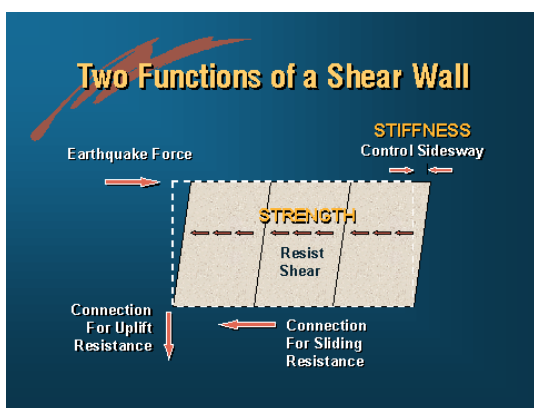 Two Functions of a Shear Wall
STIFFNESS
Control Sidesway
Earthquake Force
STRENGTH
Resist
Shear
Connection
For Uplift
Resistance
Connection
For Sliding
Resistance